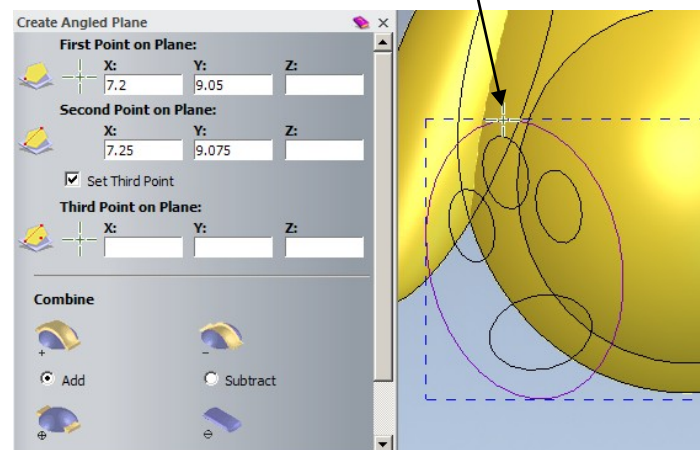 Create Angled Plane
First Point on Plane:
X: Y: Z:
7.2 9.05
Second Point on Plane:
X: Y: Z:
7.25 9.075
Set Third Point
Third Point on Plane:
X: Y: Z:
Combine
Add Subtract